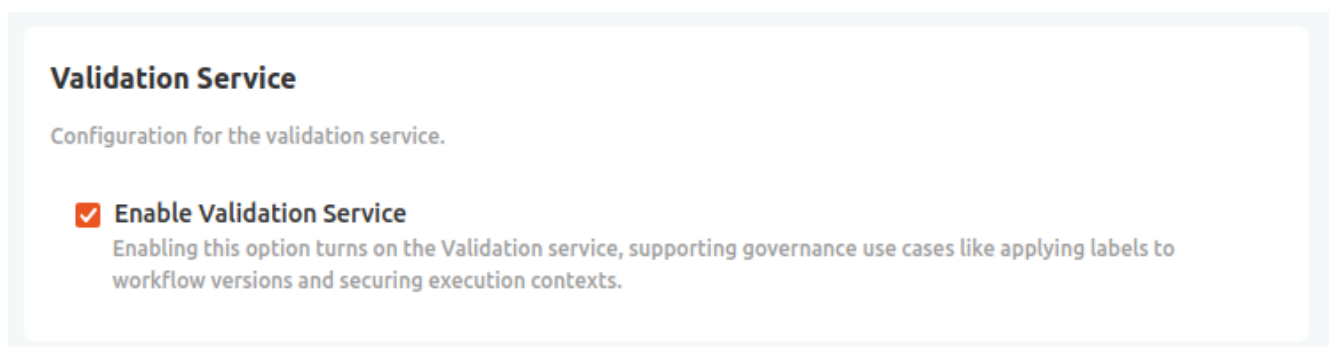 Validation Service
Configuration for the validation service.
Enable Validation Service
Enabling this option turns on the Validation service, supporting governance use cases like applying labels to
workflow versions and securing execution contexts.